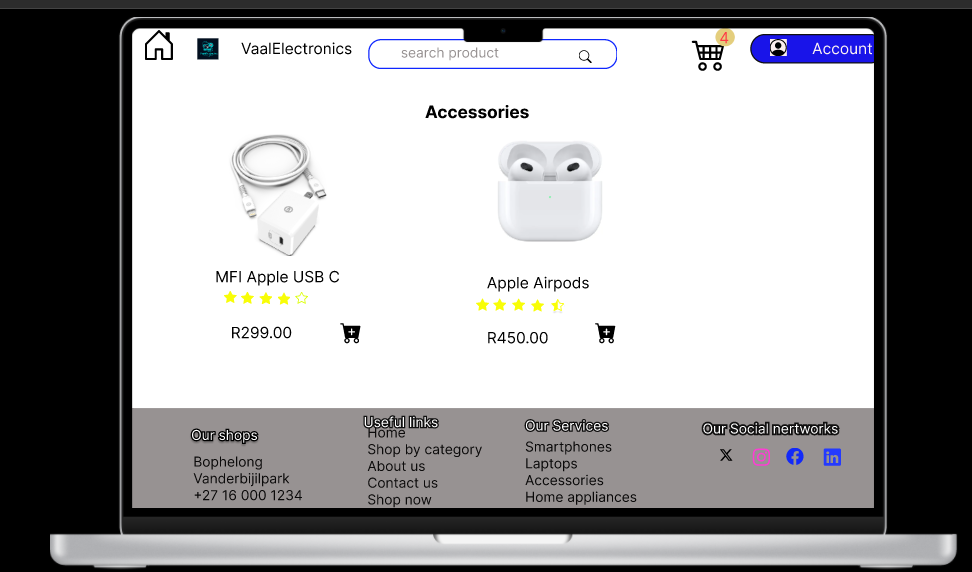 VaalElectronics
search product
4
Account
Accessories
MFI Apple USB C
R299.00
Apple Airpods
R450.00
Our shops
Bophelong
Vanderbijilpark
+27 16 000 1234
Useful links
Home
Shop by category
About us
Contact us
Shop now
Our Services
Smartphones
Laptops
Accessories
Home appliances
Our Social nertworks